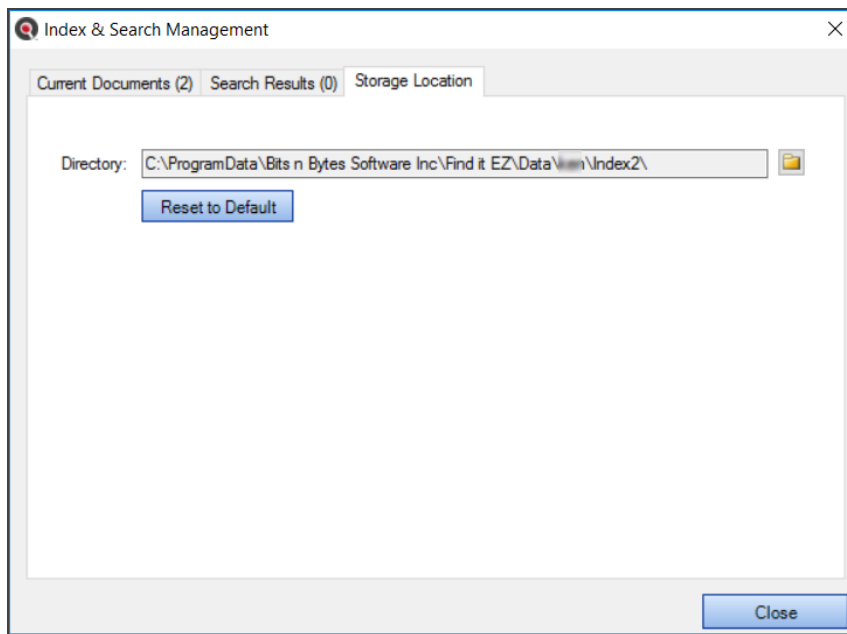 Index & Search Management
Current Documents (2) Search Results (0) Storage Location
Directory: C:\ProgramData\Bits n Bytes Software Inc\Find it EZ\Data\ \Index2\
Reset to Default
Close